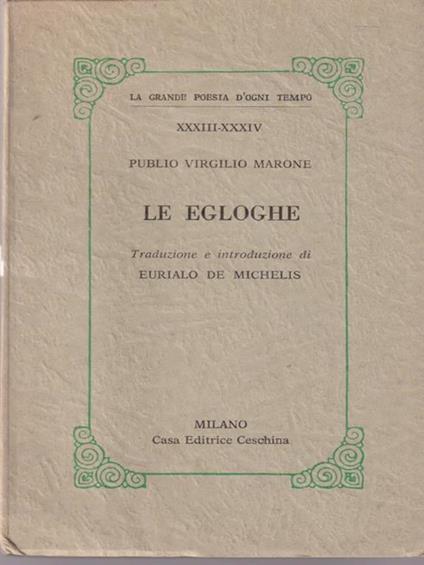 LA GRANDE POESIA D'OGNI TEMPO
XXXIII-XXXIV
PUBLIO VIRGILIO MARONE
LE EGLOGHE
Traduzione e introduzione di
EURIALO DE MICHELIS
MILANO
Casa Editrice Ceschina